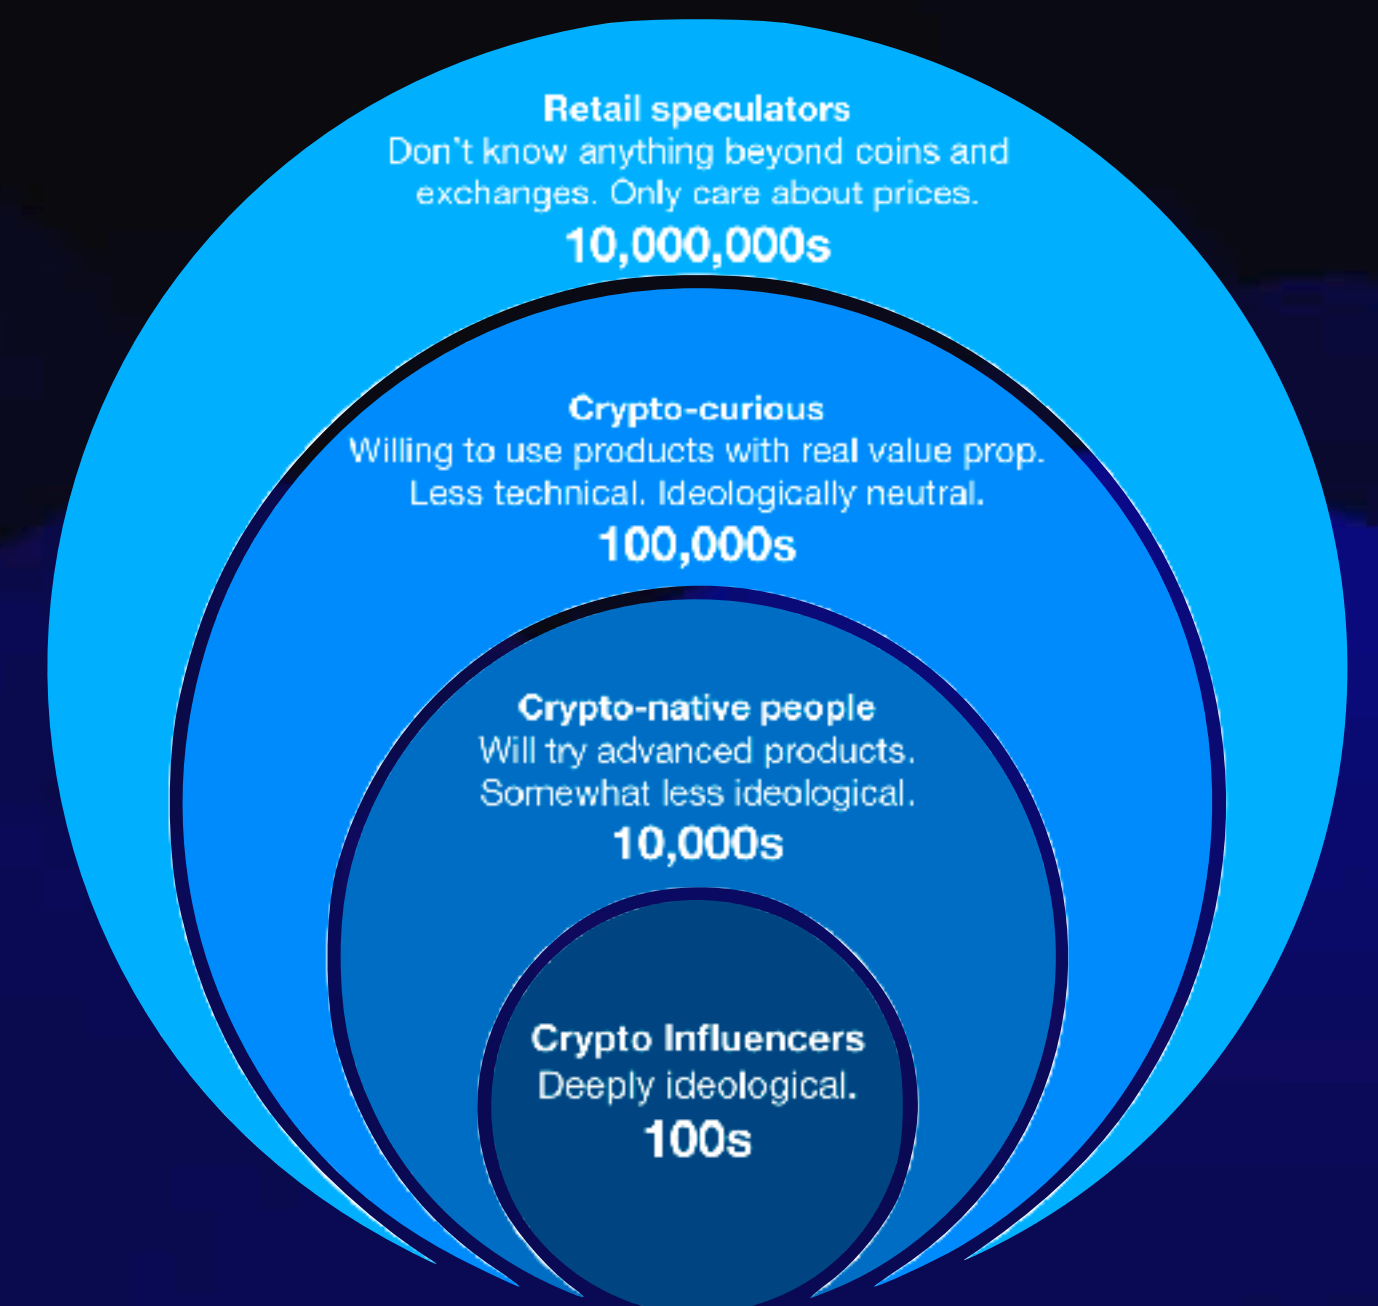 Retail speculators
Don't know anything beyond coins and
exchanges. Only care about prices.
10,000,000s
Crypto-curious
Willing to use products with real value prop.
Less technical. Ideologically neutral.
100,000s
Crypto-native people
Will try advanced products.
Somewhat less ideological.
10,000s
Crypto Influencers
Deeply ideological.
100s